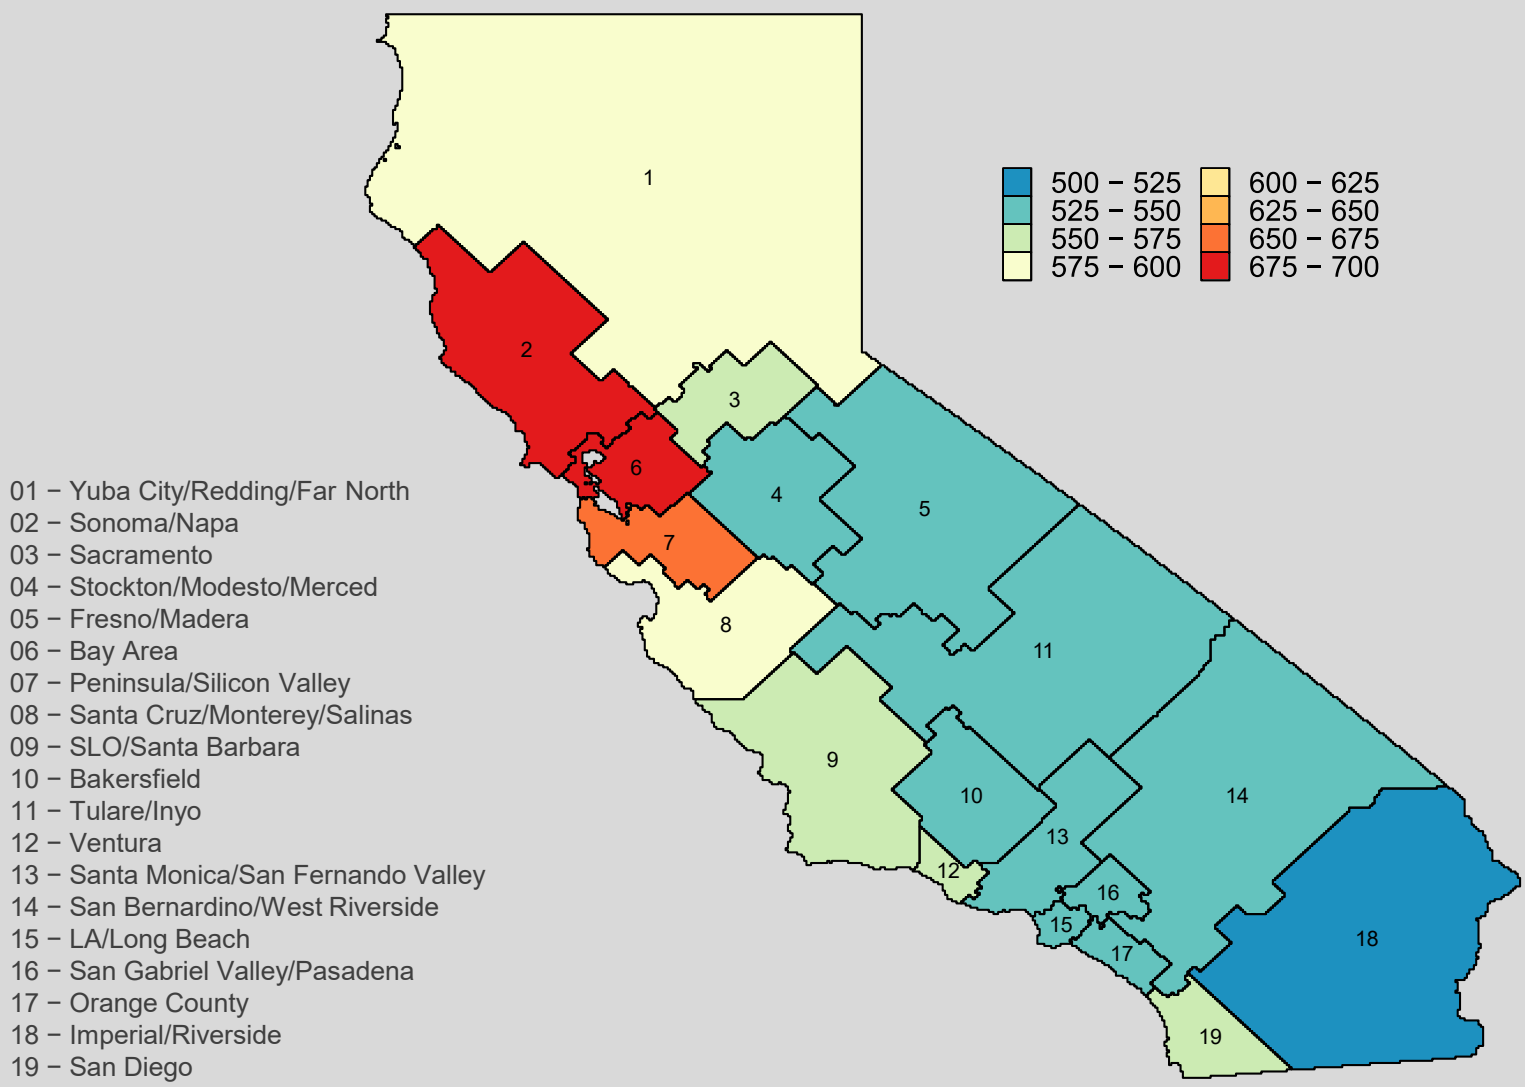 1
500 − 525
600 − 625
525 − 550
625 − 650
550 − 575
650 − 675
575 − 600
675 − 700
2
3
6
4
5
7
8
11
9
10
14
13
12
16
15
17
18
19
01 − Yuba City/Redding/Far North
02 − Sonoma/Napa
03 − Sacramento
04 − Stockton/Modesto/Merced
05 − Fresno/Madera
06 − Bay Area
07 − Peninsula/Silicon Valley
08 − Santa Cruz/Monterey/Salinas
09 − SLO/Santa Barbara
10 − Bakersfield
11 − Tulare/Inyo
12 − Ventura
13 − Santa Monica/San Fernando Valley
14 − San Bernardino/West Riverside
15 − LA/Long Beach
16 − San Gabriel Valley/Pasadena
17 − Orange County
18 − Imperial/Riverside
19 − San Diego